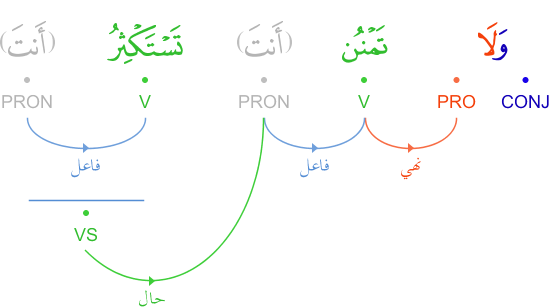 وَلَا تَمْنُن (أَنتَ) تَسْتَكْثِرُ (أَنتَ)
CONJ PRO V PRON V PRON
نهي فاعل فاعل
VS
حال